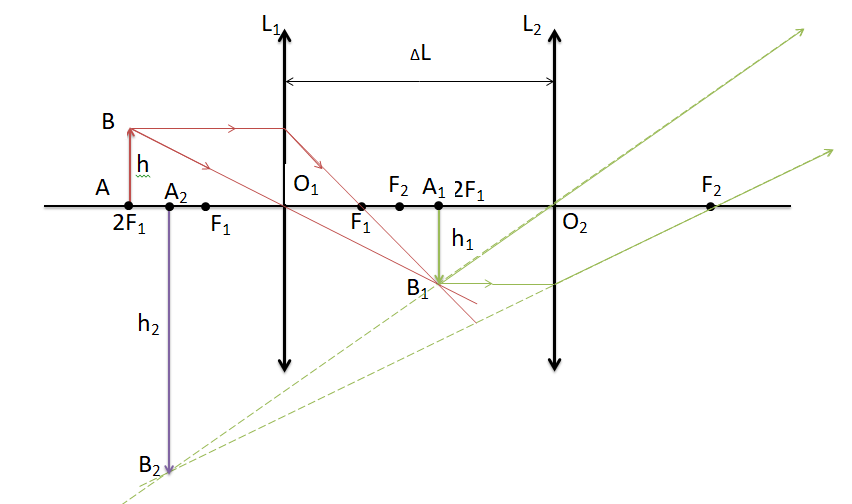 L₁
L₂
ΔL
B
h
A
A₂
O₁
F₂
A₁
2F₁
F₂
2F₁
F₁
F₁
h₁
O₂
B₁
h₂
B₂